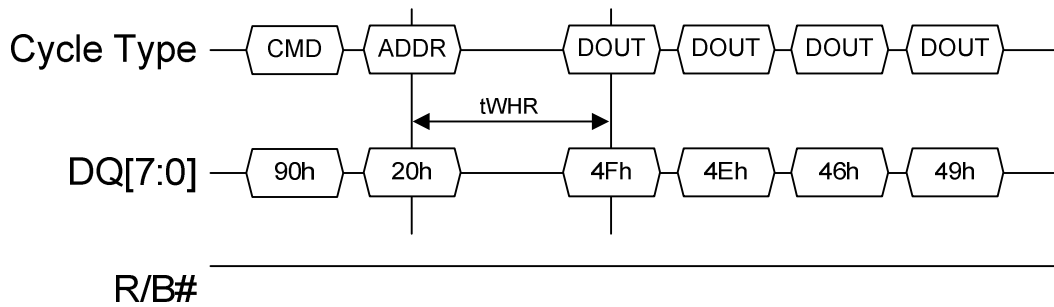 Cycle Type CMD ADDR DOUT DOUT DOUT DOUT
tWHR
DQ[7:0] 90h 20h 4Fh 4Eh 46h 49h
R/B#